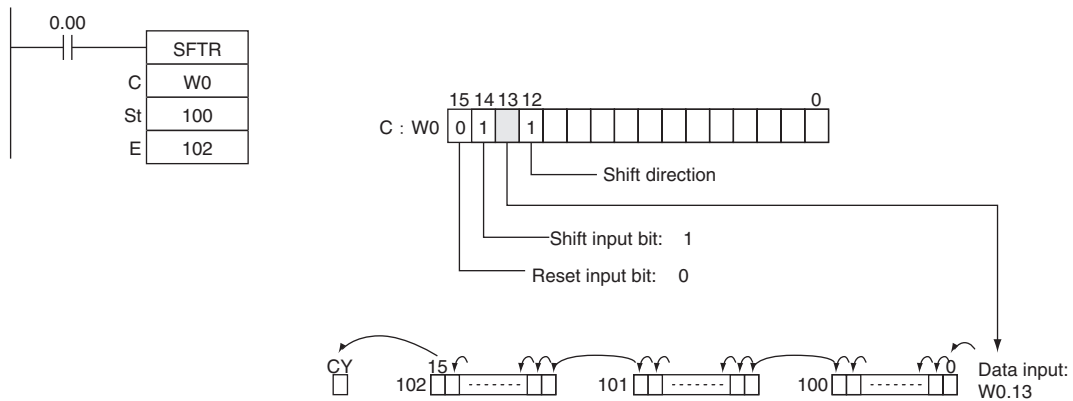 0.00
SFTR
C W0
St 100
E 102
15 14 13 12 0
C : W0 0 1 1
Shift direction
Shift input bit: 1
Reset input bit: 0
CY 15 0
102 101 100
Data input:
W0.13